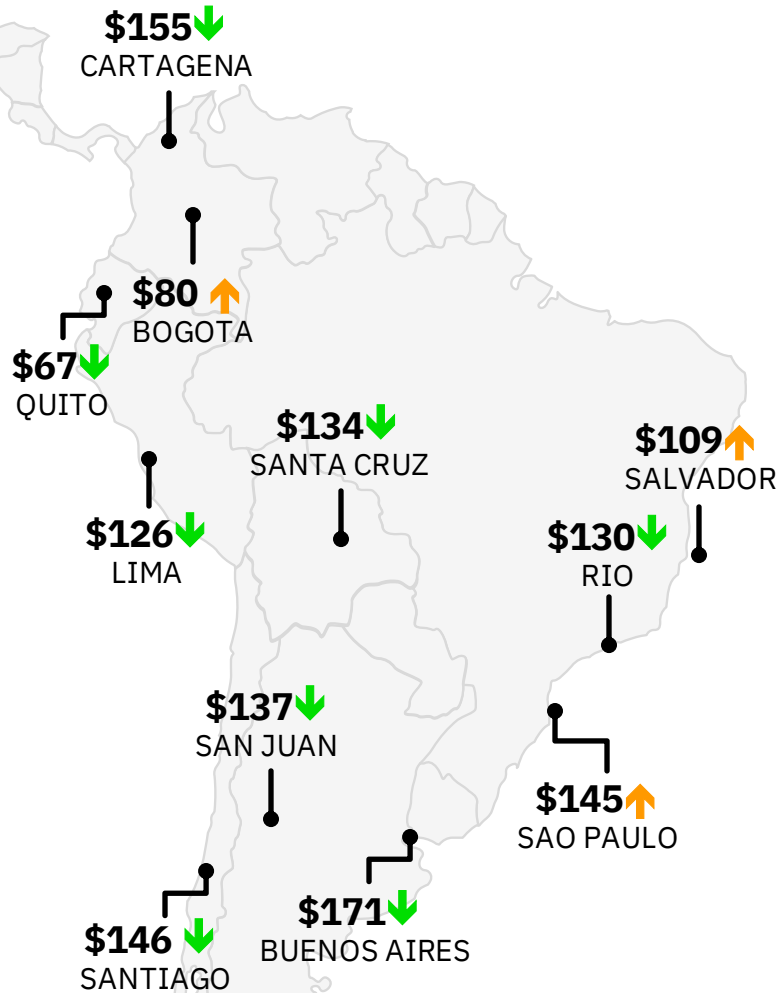 $155
CARTAGENA
$80
BOGOTA
$67
QUITO
$134
SANTA CRUZ
$109
SALVADOR
$126
LIMA
$130
RIO
$137
SAN JUAN
$145
SAO PAULO
$171
BUENOS AIRES
$146
SANTIAGO